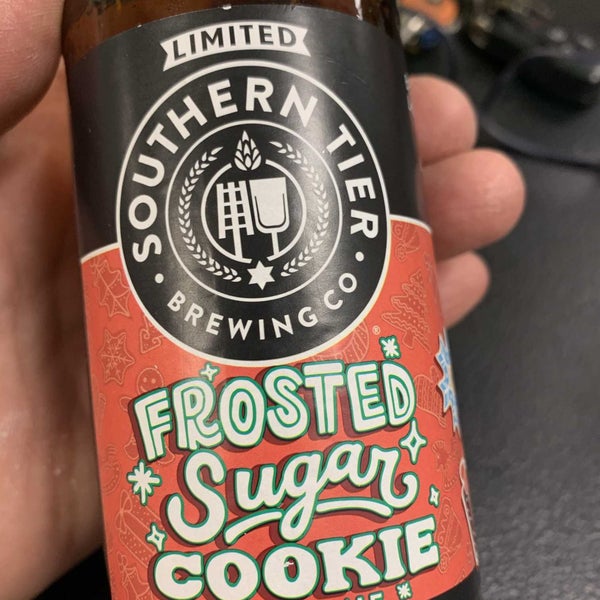 LIMITED
SOUTHERN TIER
BREWING CO
®
FROSTED
Sugar
COOKIE